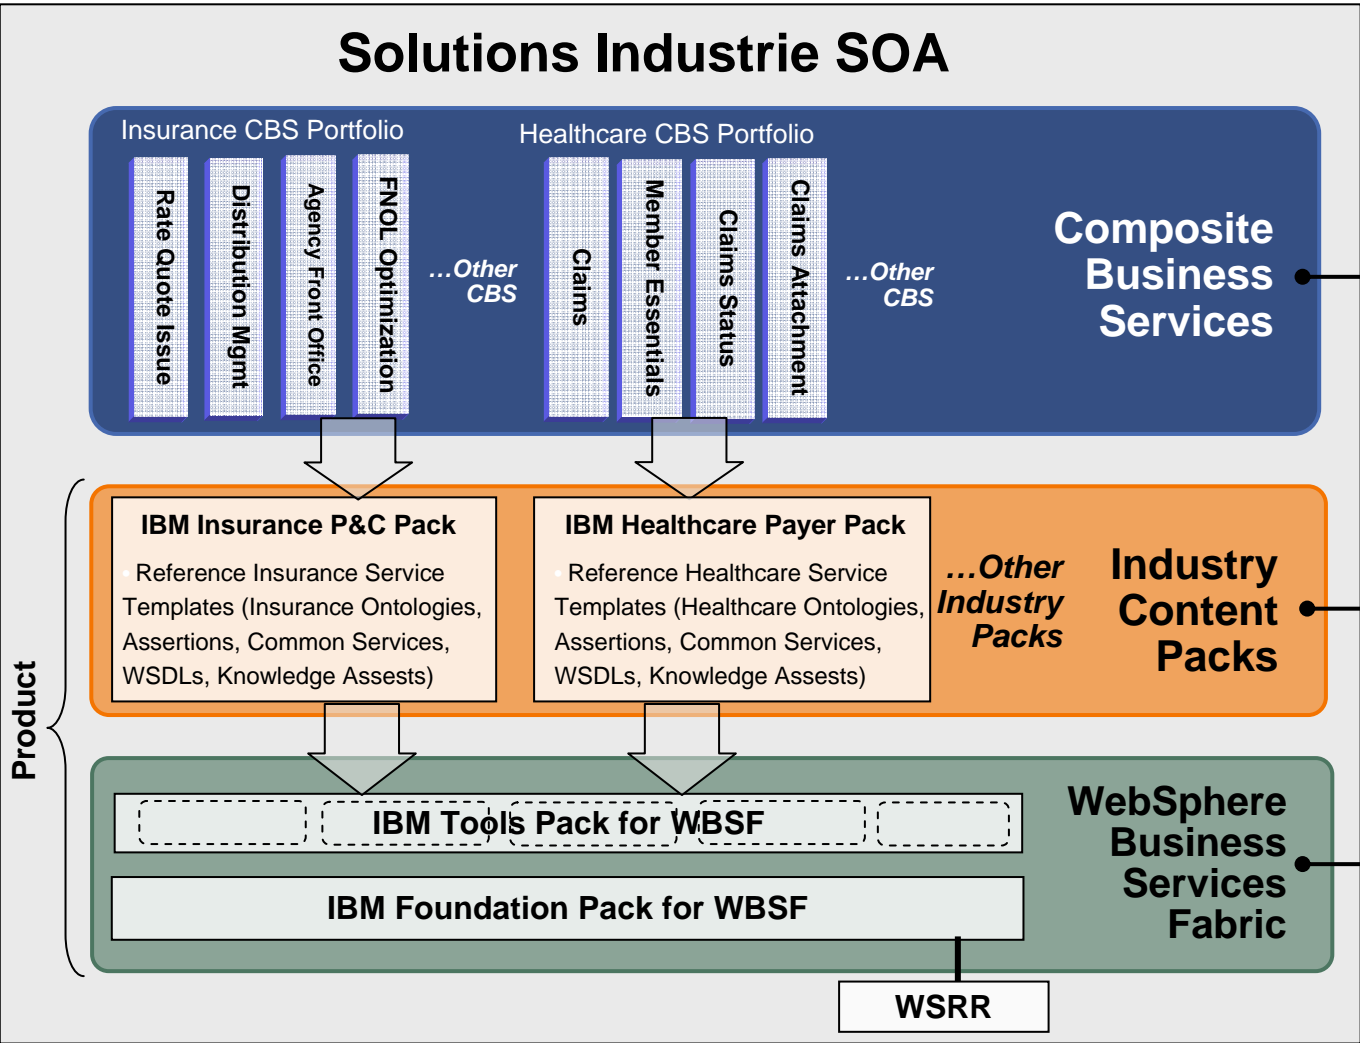 Solutions Industrie SOA
Insurance CBS Portfolio
Rate Quote Issue
Distribution Mgmt
Agency Front Office
FNOL Optimization
...Other
CBS
Healthcare CBS Portfolio
Claims
Member Essentials
Claims Status
Claims Attachment
...Other
CBS
Composite
Business
Services
Product
IBM Insurance P&C Pack
• Reference Insurance Service
Templates (Insurance Ontologies,
Assertions, Common Services,
WSDLs, Knowledge Assests)
IBM Healthcare Payer Pack
• Reference Healthcare Service
Templates (Healthcare Ontologies,
Assertions, Common Services,
WSDLs, Knowledge Assests)
...Other
Industry
Packs
Industry
Content
Packs
IBM Tools Pack for WBSF
IBM Foundation Pack for WBSF
WebSphere
Business
Services
Fabric
WSRR